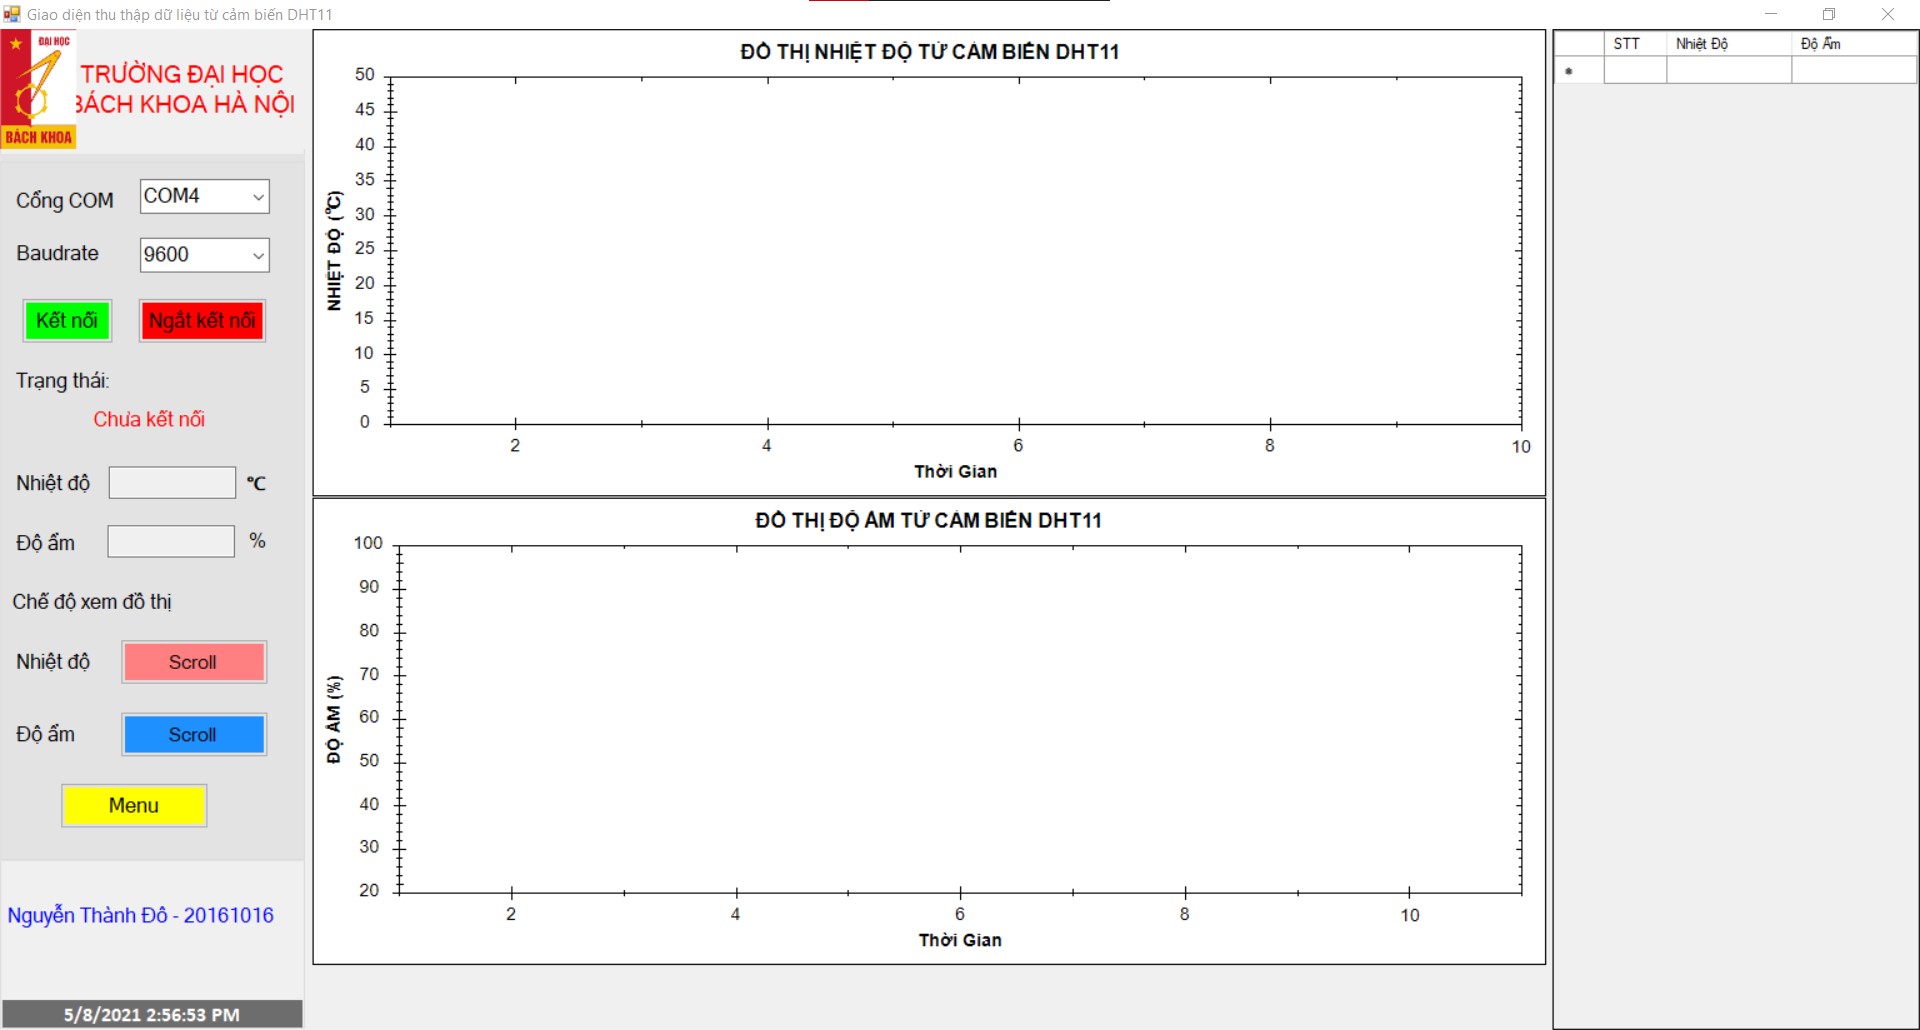 Giao diện thu thập dữ liệu từ cảm biến DHT11
ĐẠI HỌC
BÁCH KHOA
TRƯỜNG ĐẠI HỌC
BÁCH KHOA HÀ NỘI
Cổng COM
COM4
Baudrate
9600
Kết nối
Ngắt kết nối
Trạng thái:
Chưa kết nối
Nhiệt độ
℃
Độ ẩm
%
Chế độ xem đồ thị
Nhiệt độ
Scroll
Độ ẩm
Scroll
Menu
Nguyễn Thành Đô - 20161016
5/8/2021 2:56:53 PM
ĐỒ THỊ NHIỆT ĐỘ TỪ CẢM BIẾN DHT11
NHIỆT ĐỘ (℃)
50
45
40
35
30
25
20
15
10
5
0
2 4 6 8 10
Thời Gian
ĐỒ THỊ ĐỘ ẨM TỪ CẢM BIẾN DHT11
ĐỘ ẨM (%)
100
90
80
70
60
50
40
30
20
2 4 6 8 10
Thời Gian
STT Nhiệt Độ Độ Ẩm